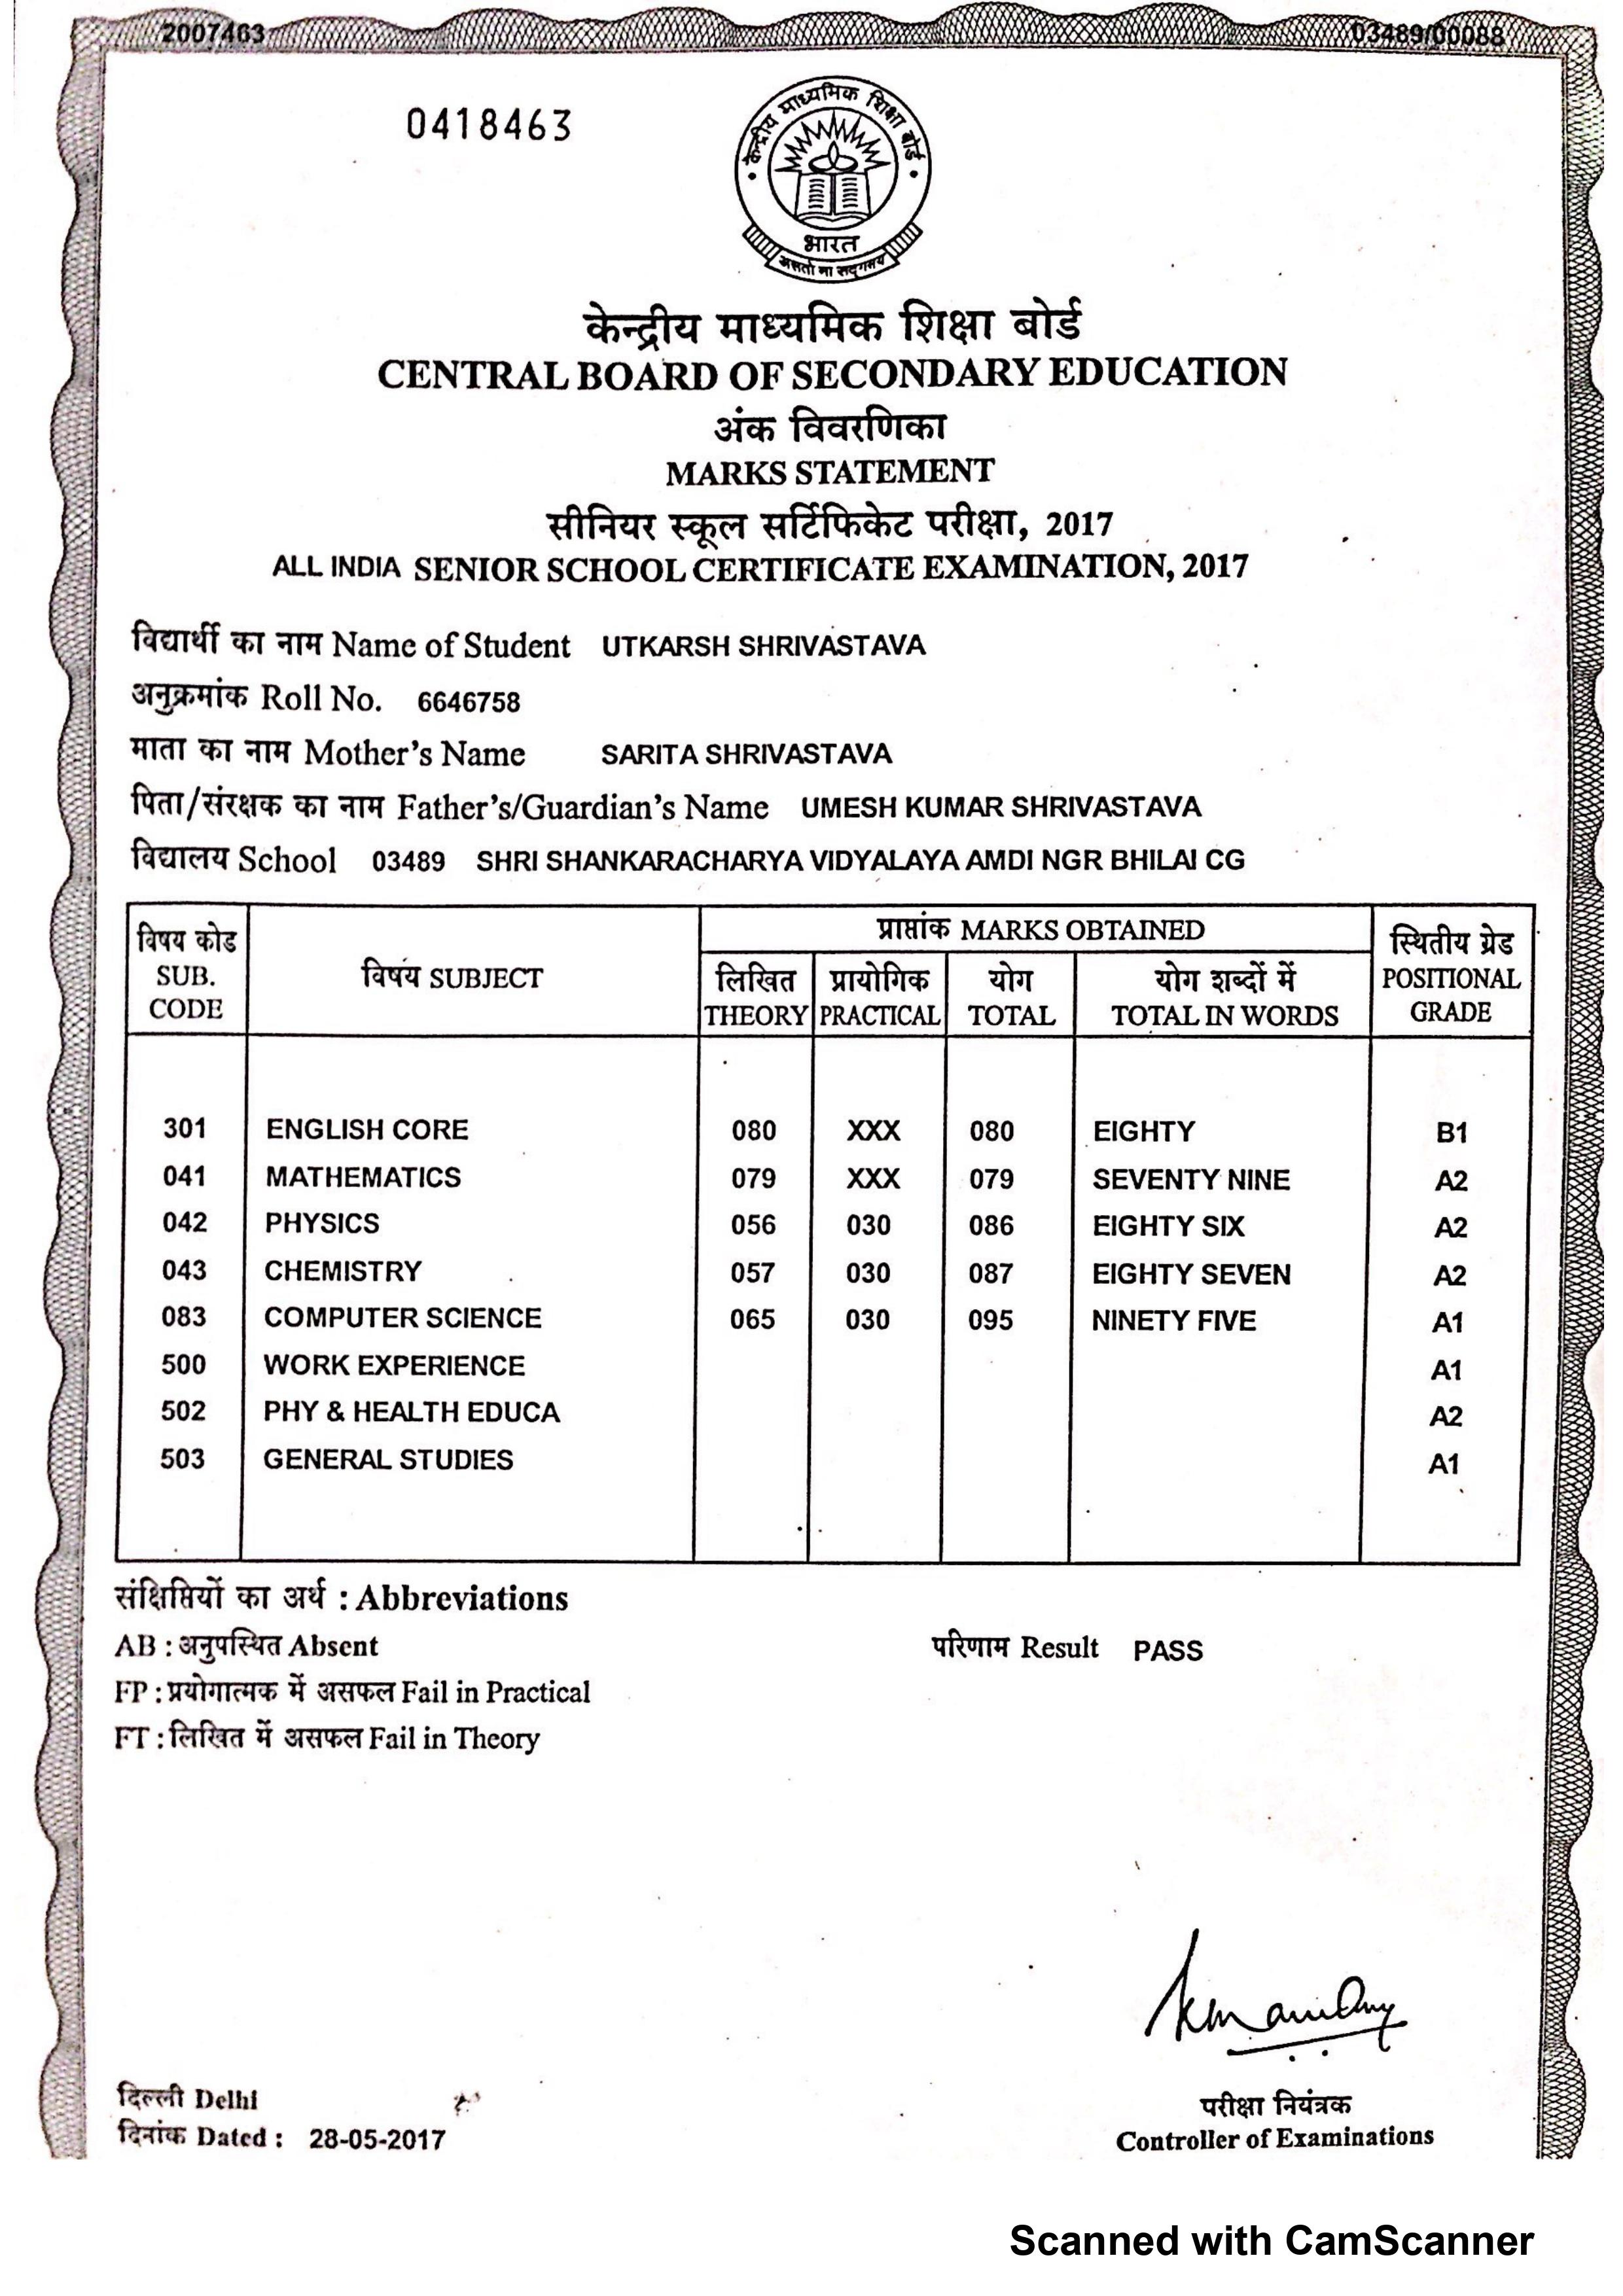 2007463 03489/00088
0418463
केन्द्रीय माध्यमिक शिक्षा बोर्ड
भारत
असतो मा सद्गमय
केन्द्रीय माध्यमिक शिक्षा बोर्ड
CENTRAL BOARD OF SECONDARY EDUCATION
अंक विवरणिका
MARKS STATEMENT
सीनियर स्कूल सर्टिफिकेट परीक्षा, 2017
ALL INDIA SENIOR SCHOOL CERTIFICATE EXAMINATION, 2017
विद्यार्थी का नाम Name of Student UTKARSH SHRIVASTAVA
अनुक्रमांक Roll No. 6646758
माता का नाम Mother's Name SARITA SHRIVASTAVA
पिता/संरक्षक का नाम Father's/Guardian's Name UMESH KUMAR SHRIVASTAVA
विद्यालय School 03489 SHRI SHANKARACHARYA VIDYALAYA AMDI NGR BHILAI CG
विषय कोड SUB. CODE
विषय SUBJECT
प्राप्तांक MARKS OBTAINED
लिखित THEORY
प्रायोगिक PRACTICAL
योग TOTAL
योग शब्दों में TOTAL IN WORDS
स्थितीय ग्रेड POSITIONAL GRADE
301 ENGLISH CORE 080 XXX 080 EIGHTY B1
041 MATHEMATICS 079 XXX 079 SEVENTY NINE A2
042 PHYSICS 056 030 086 EIGHTY SIX A2
043 CHEMISTRY 057 030 087 EIGHTY SEVEN A2
083 COMPUTER SCIENCE 065 030 095 NINETY FIVE A1
500 WORK EXPERIENCE A1
502 PHY & HEALTH EDUCA A2
503 GENERAL STUDIES A1
संक्षिप्तियों का अर्थ : Abbreviations
AB : अनुपस्थित Absent परिणाम Result PASS
FP : प्रयोगात्मक में असफल Fail in Practical
FT : लिखित में असफल Fail in Theory
दिल्ली Delhi परीक्षा नियंत्रक
दिनांक Dated : 28-05-2017 Controller of Examinations
Scanned with CamScanner